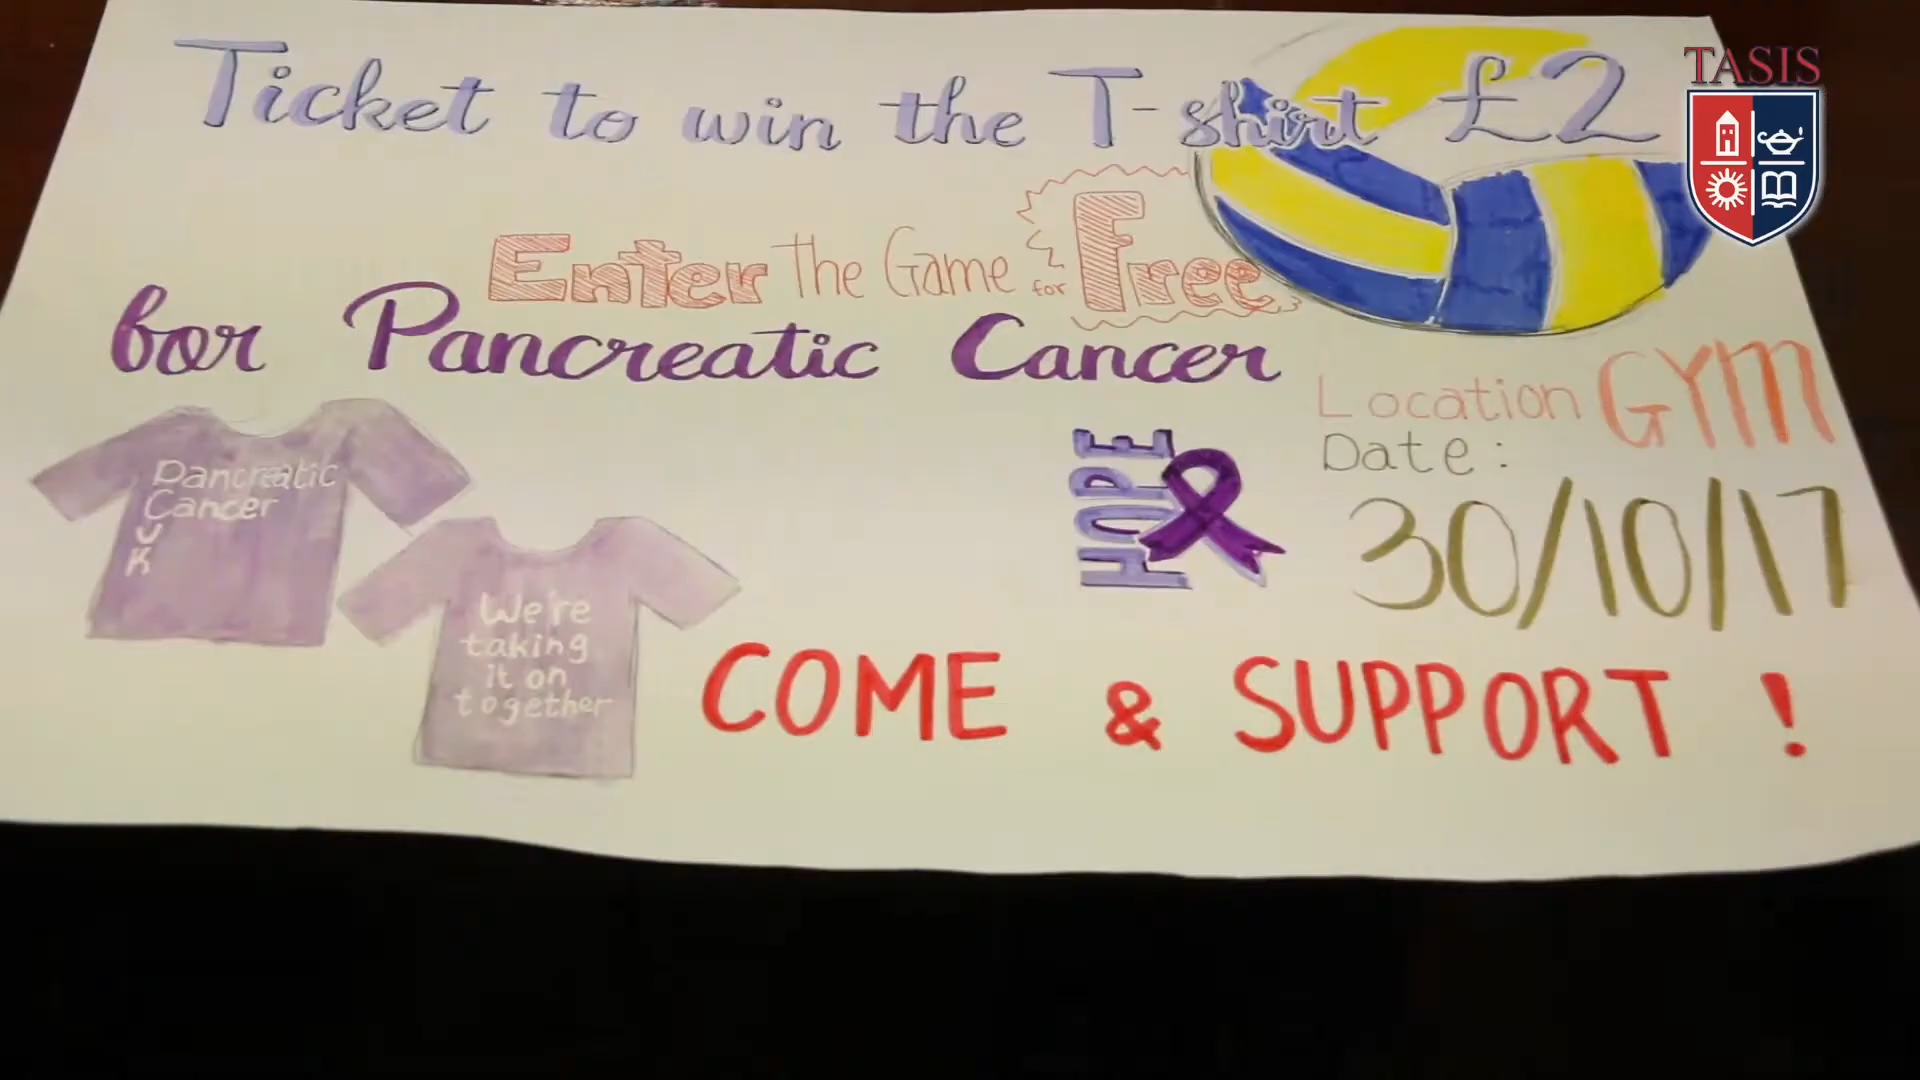 Ticket to win the T-shirt £2
TASIS
Enter The Game for Free
for Pancreatic Cancer
Location GYM
Date:
30/10/17
HOPE
Pancreatic
Cancer
U
K
We're
taking
it on
together
COME & SUPPORT !